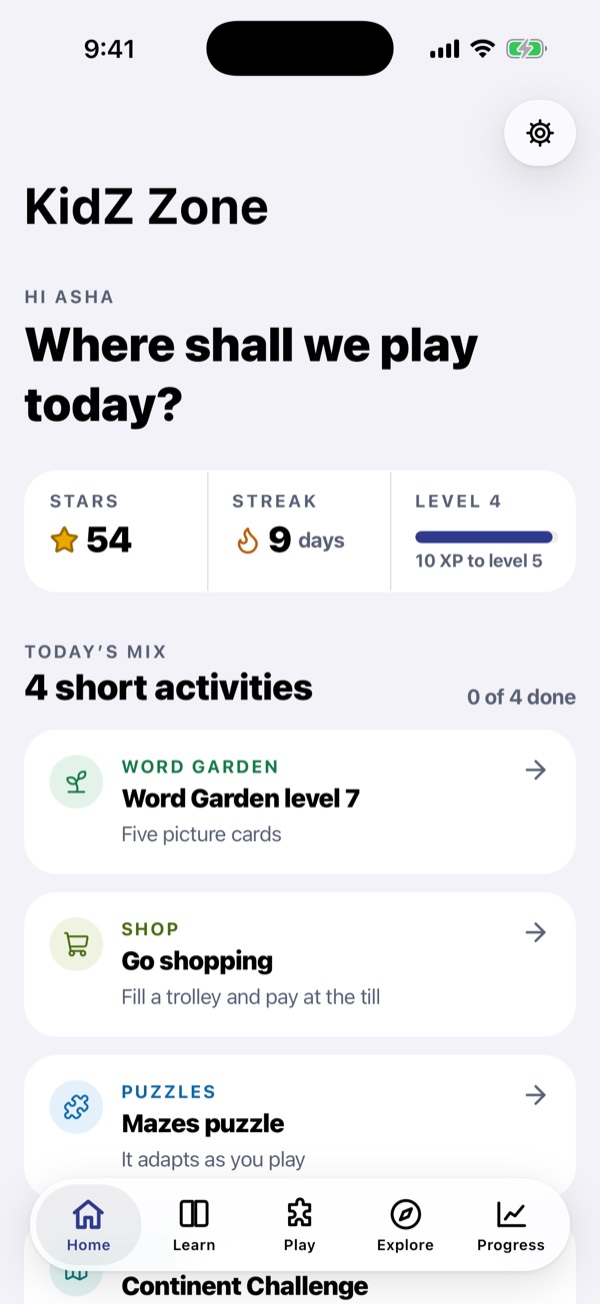 9:41
KidZ Zone
HI ASHA
Where shall we play
today?
STARS
54
STREAK
9 days
LEVEL 4
10 XP to level 5
TODAY’S MIX
4 short activities
0 of 4 done
WORD GARDEN
Word Garden level 7
Five picture cards
SHOP
Go shopping
Fill a trolley and pay at the till
PUZZLES
Mazes puzzle
It adapts as you play
Home
Learn
Play
Explore
Progress
Continent Challenge